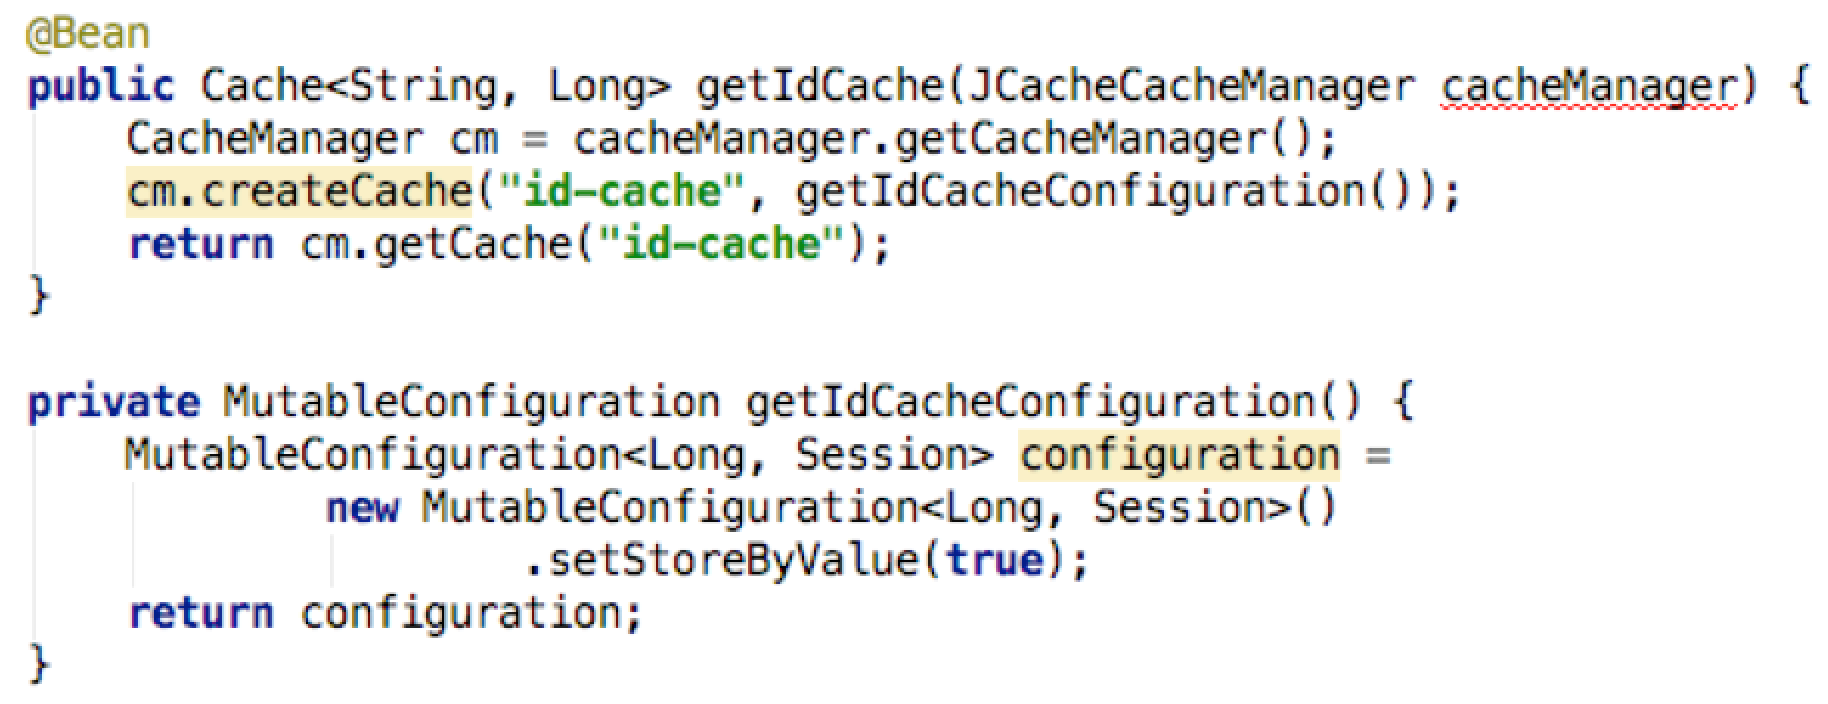 @Bean
public Cache<String, Long> getIdCache(JCacheCacheManager cacheManager) {
    CacheManager cm = cacheManager.getCacheManager();
    cm.createCache("id-cache", getIdCacheConfiguration());
    return cm.getCache("id-cache");
}

private MutableConfiguration getIdCacheConfiguration() {
    MutableConfiguration<Long, Session> configuration =
            new MutableConfiguration<Long, Session>()
                    .setStoreByValue(true);
    return configuration;
}